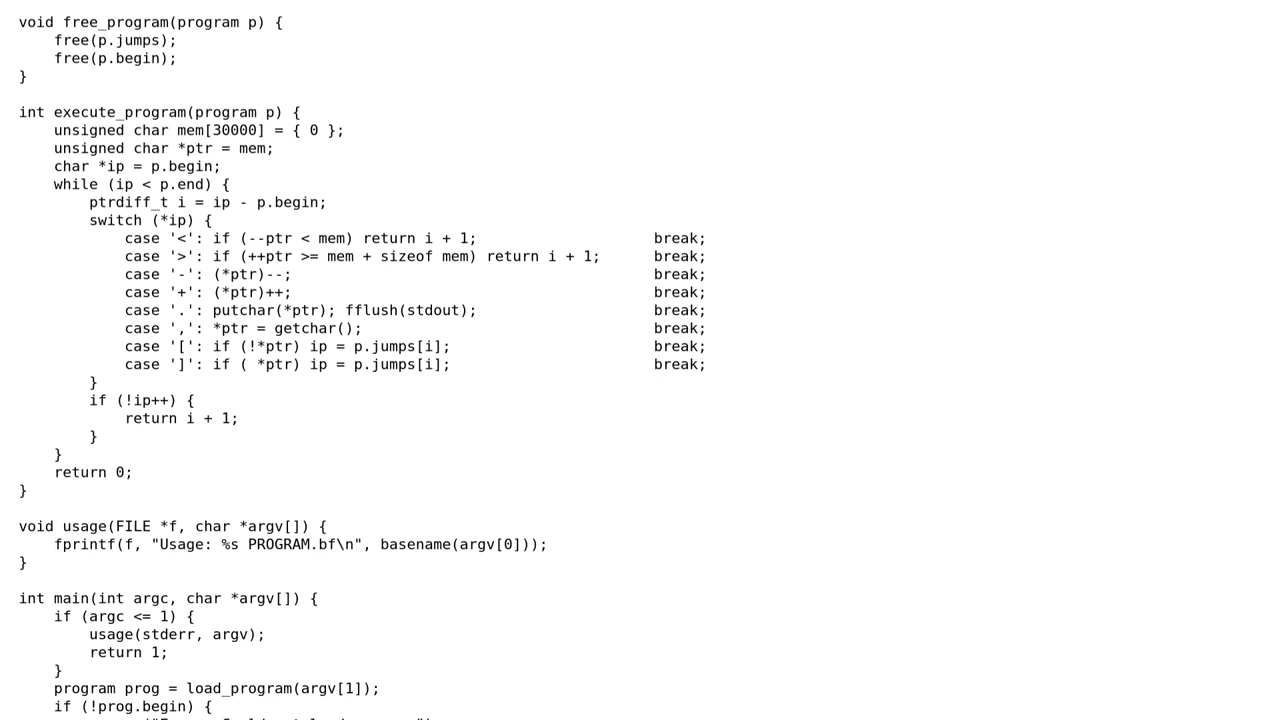 void free_program(program p) {
    free(p.jumps);
    free(p.begin);
}

int execute_program(program p) {
    unsigned char mem[30000] = { 0 };
    unsigned char *ptr = mem;
    char *ip = p.begin;
    while (ip < p.end) {
        ptrdiff_t i = ip - p.begin;
        switch (*ip) {
            case '<': if (--ptr < mem) return i + 1;                    break;
            case '>': if (++ptr >= mem + sizeof mem) return i + 1;      break;
            case '-': (*ptr)--;                                         break;
            case '+': (*ptr)++;                                         break;
            case '.': putchar(*ptr); fflush(stdout);                    break;
            case ',': *ptr = getchar();                                 break;
            case '[': if (!*ptr) ip = p.jumps[i];                       break;
            case ']': if ( *ptr) ip = p.jumps[i];                       break;
        }
        if (!ip++) {
            return i + 1;
        }
    }
    return 0;
}

void usage(FILE *f, char *argv[]) {
    fprintf(f, "Usage: %s PROGRAM.bf\n", basename(argv[0]));
}

int main(int argc, char *argv[]) {
    if (argc <= 1) {
        usage(stderr, argv);
        return 1;
    }
    program prog = load_program(argv[1]);
    if (!prog.begin) {